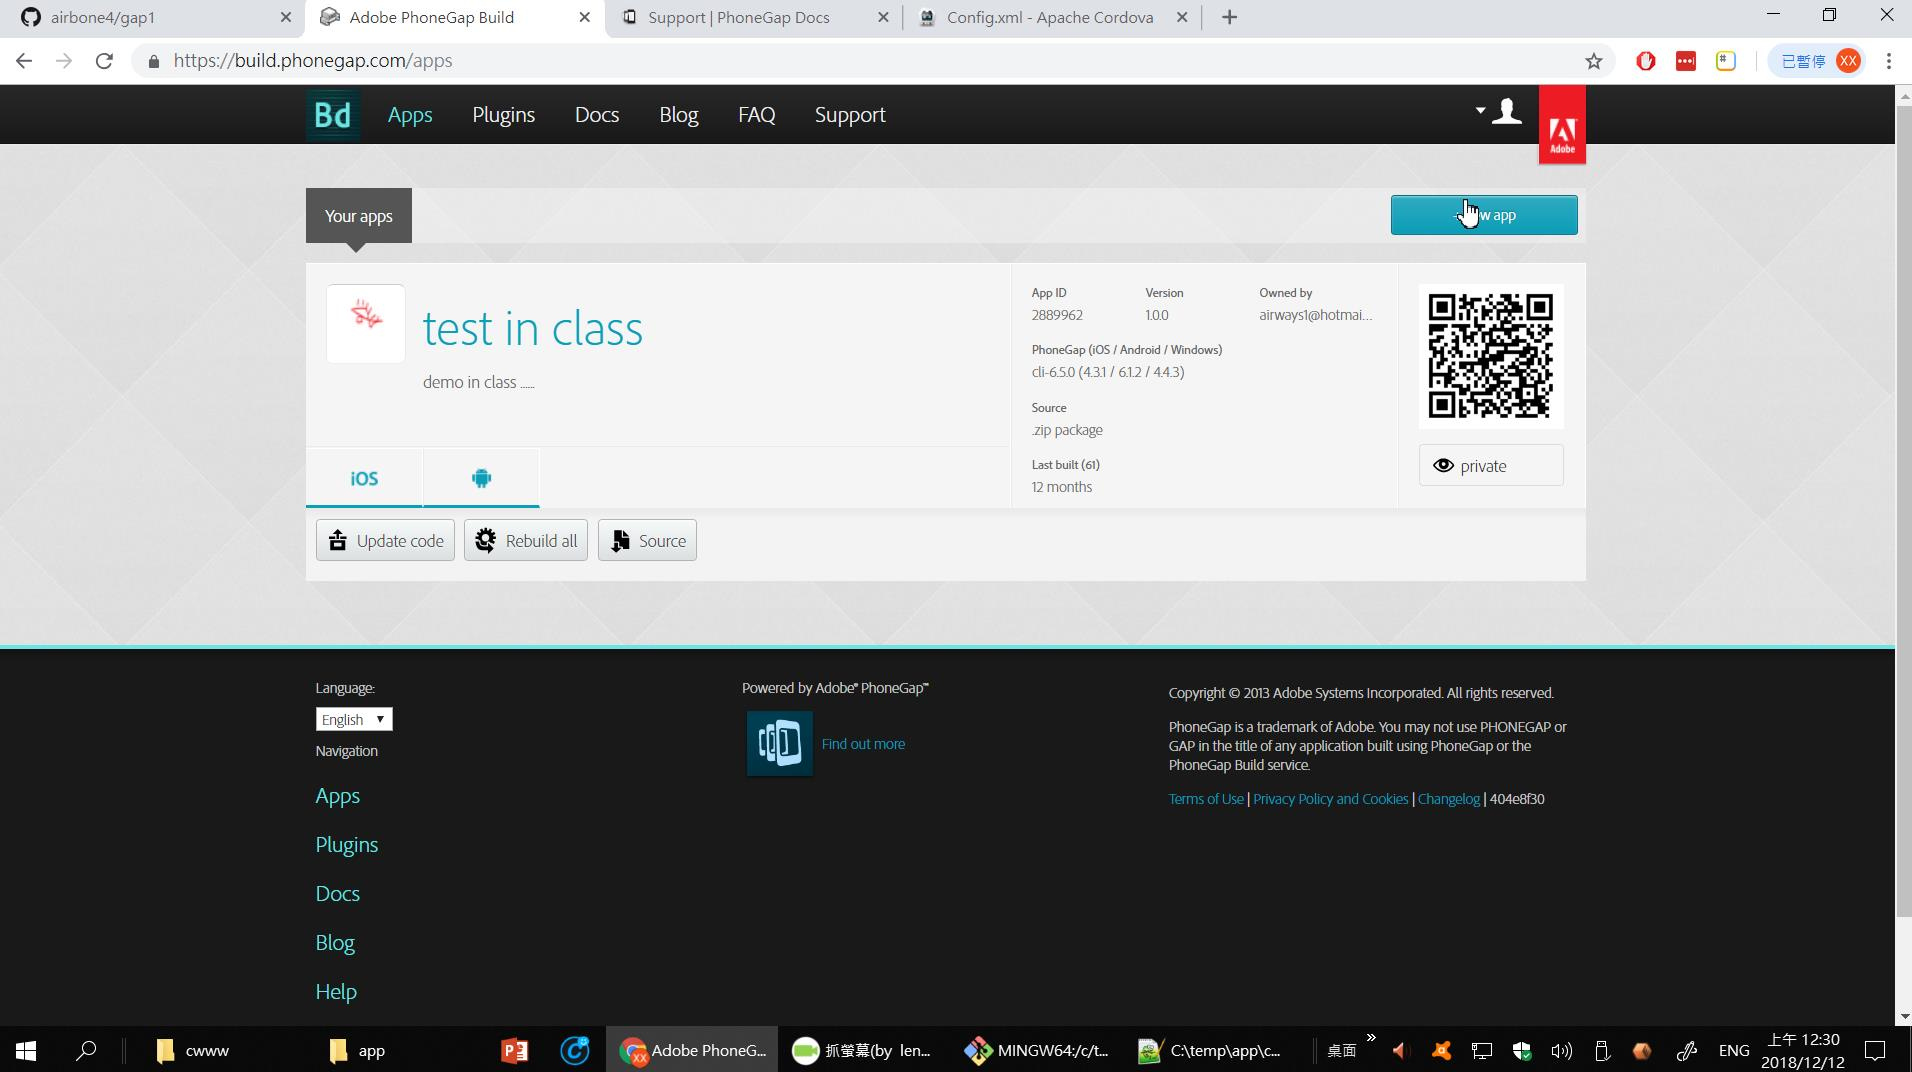 airbone4/gap1
Adobe PhoneGap Build
Support | PhoneGap Docs
Config.xml - Apache Cordova
https://build.phonegap.com/apps
已暫停
XX
Bd
Apps
Plugins
Docs
Blog
FAQ
Support
Adobe
Your apps
w app
test in class
demo in class ......
App ID
Version
Owned by
2889962
1.0.0
airways1@hotmai...
PhoneGap (iOS / Android / Windows)
cli-6.5.0 (4.3.1 / 6.1.2 / 4.4.3)
Source
.zip package
Last built (61)
12 months
private
iOS
Update code
Rebuild all
Source
Language:
English
Navigation
Apps
Plugins
Docs
Blog
Help
Powered by Adobe® PhoneGap™
Find out more
Copyright © 2013 Adobe Systems Incorporated. All rights reserved.
PhoneGap is a trademark of Adobe. You may not use PHONEGAP or
GAP in the title of any application built using PhoneGap or the
PhoneGap Build service.
Terms of Use | Privacy Policy and Cookies | Changelog | 404e8f30
cwww
app
Adobe PhoneG...
抓螢幕(by len...
MINGW64:/c/t...
C:\temp\app\c...
桌面
ENG
上午 12:30
2018/12/12